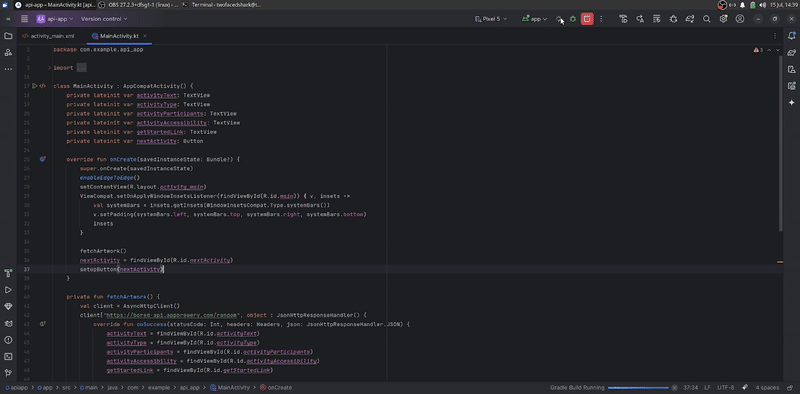 api-app – MainActivity.kt [api_
OBS 27.2.3+dfsg1-1 (linux) -
Terminal - twofacedshark@
15 Jul, 14:39
api-app
Version control
Pixel 5
app
activity_main.xml
MainActivity.kt
package com.example.api_app
3
import ...
class MainActivity : AppCompatActivity() {
private lateinit var activityText: TextView
private lateinit var activityType: TextView
private lateinit var activityParticipants: TextView
private lateinit var activityAccessibility: TextView
private lateinit var getStartedLink: TextView
private lateinit var nextActivity: Button
override fun onCreate(savedInstanceState: Bundle?) {
super.onCreate(savedInstanceState)
enableEdgeToEdge()
setContentView(R.layout.activity_main)
ViewCompat.setOnApplyWindowInsetsListener(findViewById(R.id.main)) { v, insets ->
val systemBars = insets.getInsets(WindowInsetsCompat.Type.systemBars())
v.setPadding(systemBars.left, systemBars.top, systemBars.right, systemBars.bottom)
insets
}
fetchArtwork()
nextActivity = findViewById(R.id.nextActivity)
37 setupButton(nextActivity)
}
private fun fetchArtwork() {
val client = AsyncHttpClient()
client["https://bored-api.appbrewery.com/random", object : JsonHttpResponseHandler() {
override fun onSuccess(statusCode: Int, headers: Headers, json: JsonHttpResponseHandler.JSON) {
activityText = findViewById(R.id.activityText)
activityType = findViewById(R.id.activityType)
activityParticipants = findViewById(R.id.activityParticipants)
activityAccessibility = findViewById(R.id.activityAccessibility)
getStartedLink = findViewById(R.id.getStartedLink)
apiapp > app > src > main > java > com > example > api_app > MainActivity > onCreate
Gradle Build Running
37:34 LF UTF-8 4 spaces